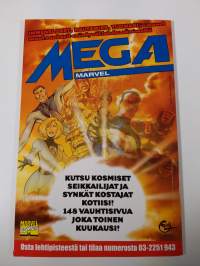 MEGA
MARVEL
KUTSU KOSMISET
SEIKKAILIJAT JA
SYNKÄT KOSTAJAT
KOTIISI!
148 VAUHTISIVUA
JOKA TOINEN
KUUKAUSI!
MARVEL
Osta lehtipisteestä tai tilaa numerosta 03-2251 943